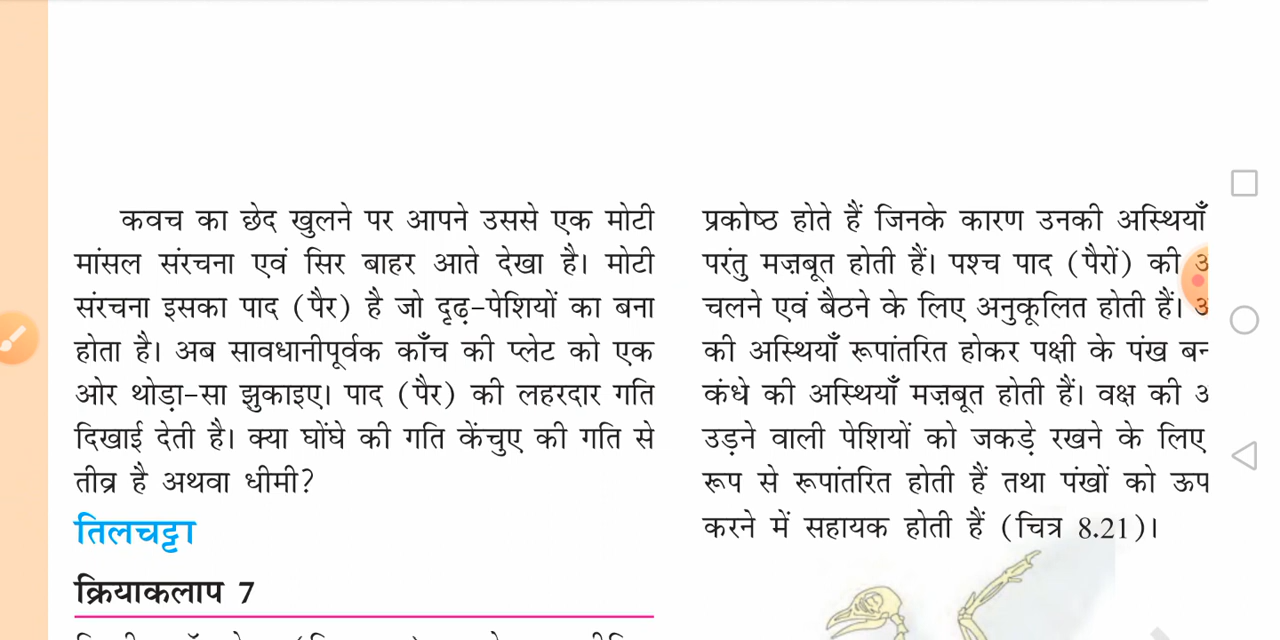 कवच का छेद खुलने पर आपने उससे एक मोटी
मांसल संरचना एवं सिर बाहर आते देखा है। मोटी
संरचना इसका पाद (पैर) है जो दृढ़-पेशियों का बना
होता है। अब सावधानीपूर्वक काँच की प्लेट को एक
ओर थोड़ा-सा झुकाइए। पाद (पैर) की लहरदार गति
दिखाई देती है। क्या घोंघे की गति केंचुए की गति से
तीव्र है अथवा धीमी?
तिलचट्टा
क्रियाकलाप 7
प्रकोष्ठ होते हैं जिनके कारण उनकी अस्थियाँ
परंतु मज़बूत होती हैं। पश्च पाद (पैरों) की
चलने एवं बैठने के लिए अनुकूलित होती हैं।
की अस्थियाँ रूपांतरित होकर पक्षी के पंख
कंधे की अस्थियाँ मज़बूत होती हैं। वक्ष की
उड़ने वाली पेशियों को जकड़े रखने के लिए
रूप से रूपांतरित होती हैं तथा पंखों को
करने में सहायक होती हैं (चित्र 8.21)।